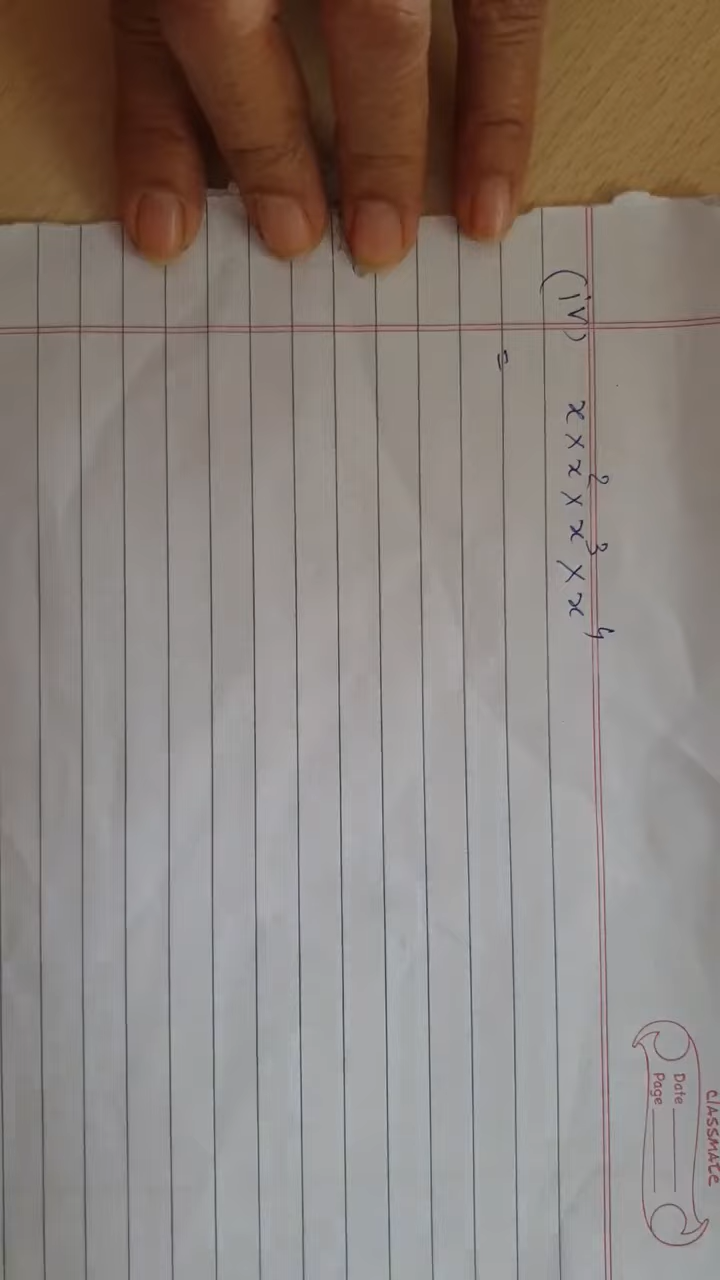 classmate
Date
Page
(iv) x × x² × x³ × x⁴
=